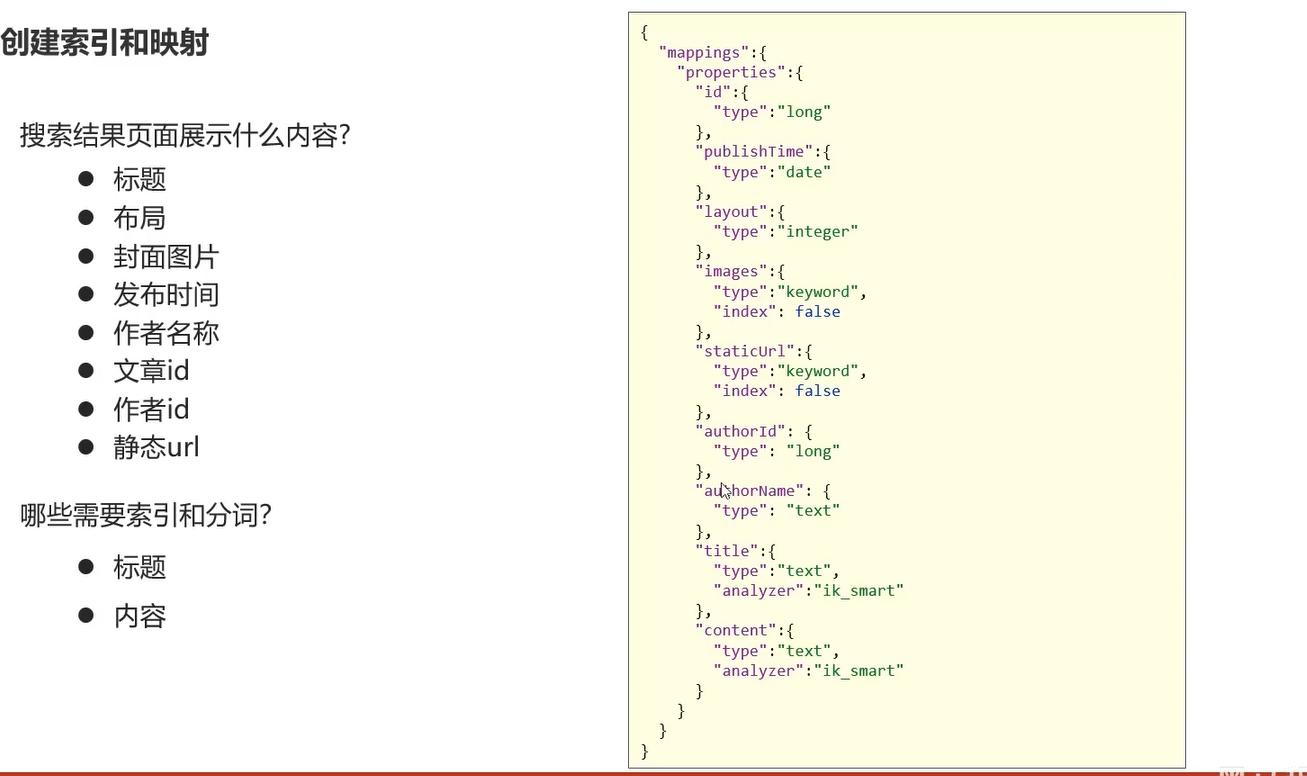 创建索引和映射
搜索结果页面展示什么内容?
● 标题
● 布局
● 封面图片
● 发布时间
● 作者名称
● 文章id
● 作者id
● 静态url
哪些需要索引和分词?
● 标题
● 内容
{
  "mappings":{
    "properties":{
      "id":{
        "type":"long"
      },
      "publishTime":{
        "type":"date"
      },
      "layout":{
        "type":"integer"
      },
      "images":{
        "type":"keyword",
        "index": false
      },
      "staticUrl":{
        "type":"keyword",
        "index": false
      },
      "authorId": {
        "type": "long"
      },
      "authorName": {
        "type": "text"
      },
      "title":{
        "type":"text",
        "analyzer":"ik_smart"
      },
      "content":{
        "type":"text",
        "analyzer":"ik_smart"
      }
    }
  }
}